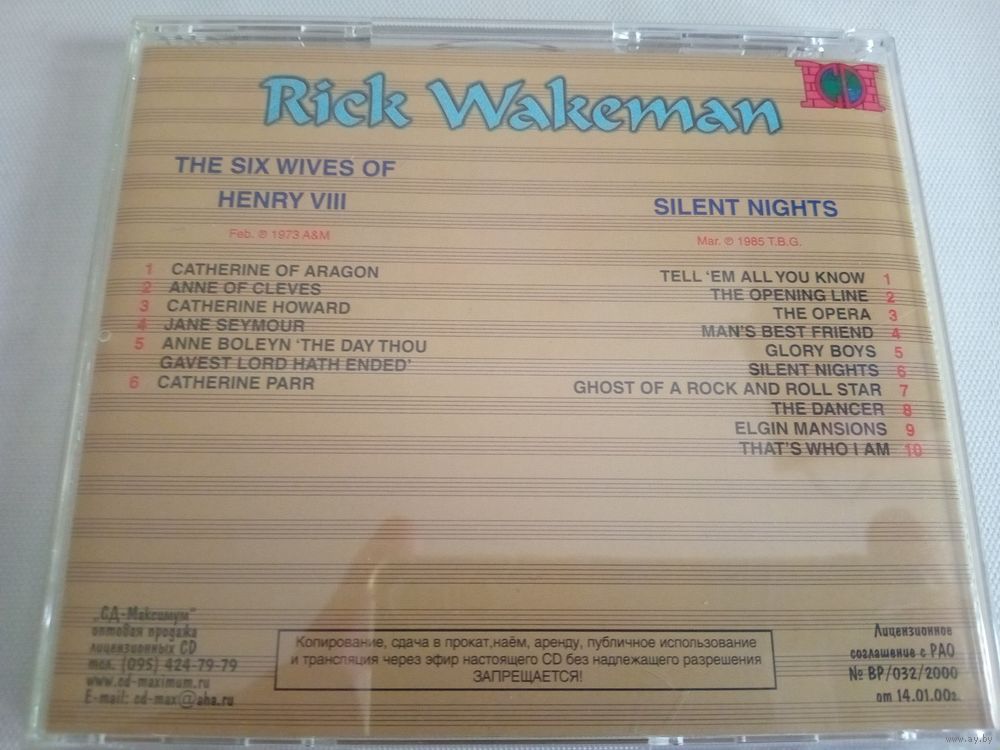 Rick Wakeman
THE SIX WIVES OF
HENRY VIII
Feb. ℗ 1973 A&M
1 CATHERINE OF ARAGON
2 ANNE OF CLEVES
3 CATHERINE HOWARD
4 JANE SEYMOUR
5 ANNE BOLEYN ‘THE DAY THOU
GAVEST LORD HATH ENDED’
6 CATHERINE PARR
SILENT NIGHTS
Mar. ℗ 1985 T.B.G.
TELL ‘EM ALL YOU KNOW 1
THE OPENING LINE 2
THE OPERA 3
MAN’S BEST FRIEND 4
GLORY BOYS 5
SILENT NIGHTS 6
GHOST OF A ROCK AND ROLL STAR 7
THE DANCER 8
ELGIN MANSIONS 9
THAT’S WHO I AM 10
„СД-Максимум“
оптовая продажа
лицензионных CD
тел. (095) 424-79-79
www.cd-maximum.ru
E-mail: cd-max@aha.ru
Копирование, сдача в прокат,наём, аренду, публичное использование
и трансляция через эфир настоящего CD без надлежащего разрешения
ЗАПРЕЩАЕТСЯ!
Лицензионное
соглашение с РАО
№ ВР/032/2000
от 14.01.00г.
www.ay.by